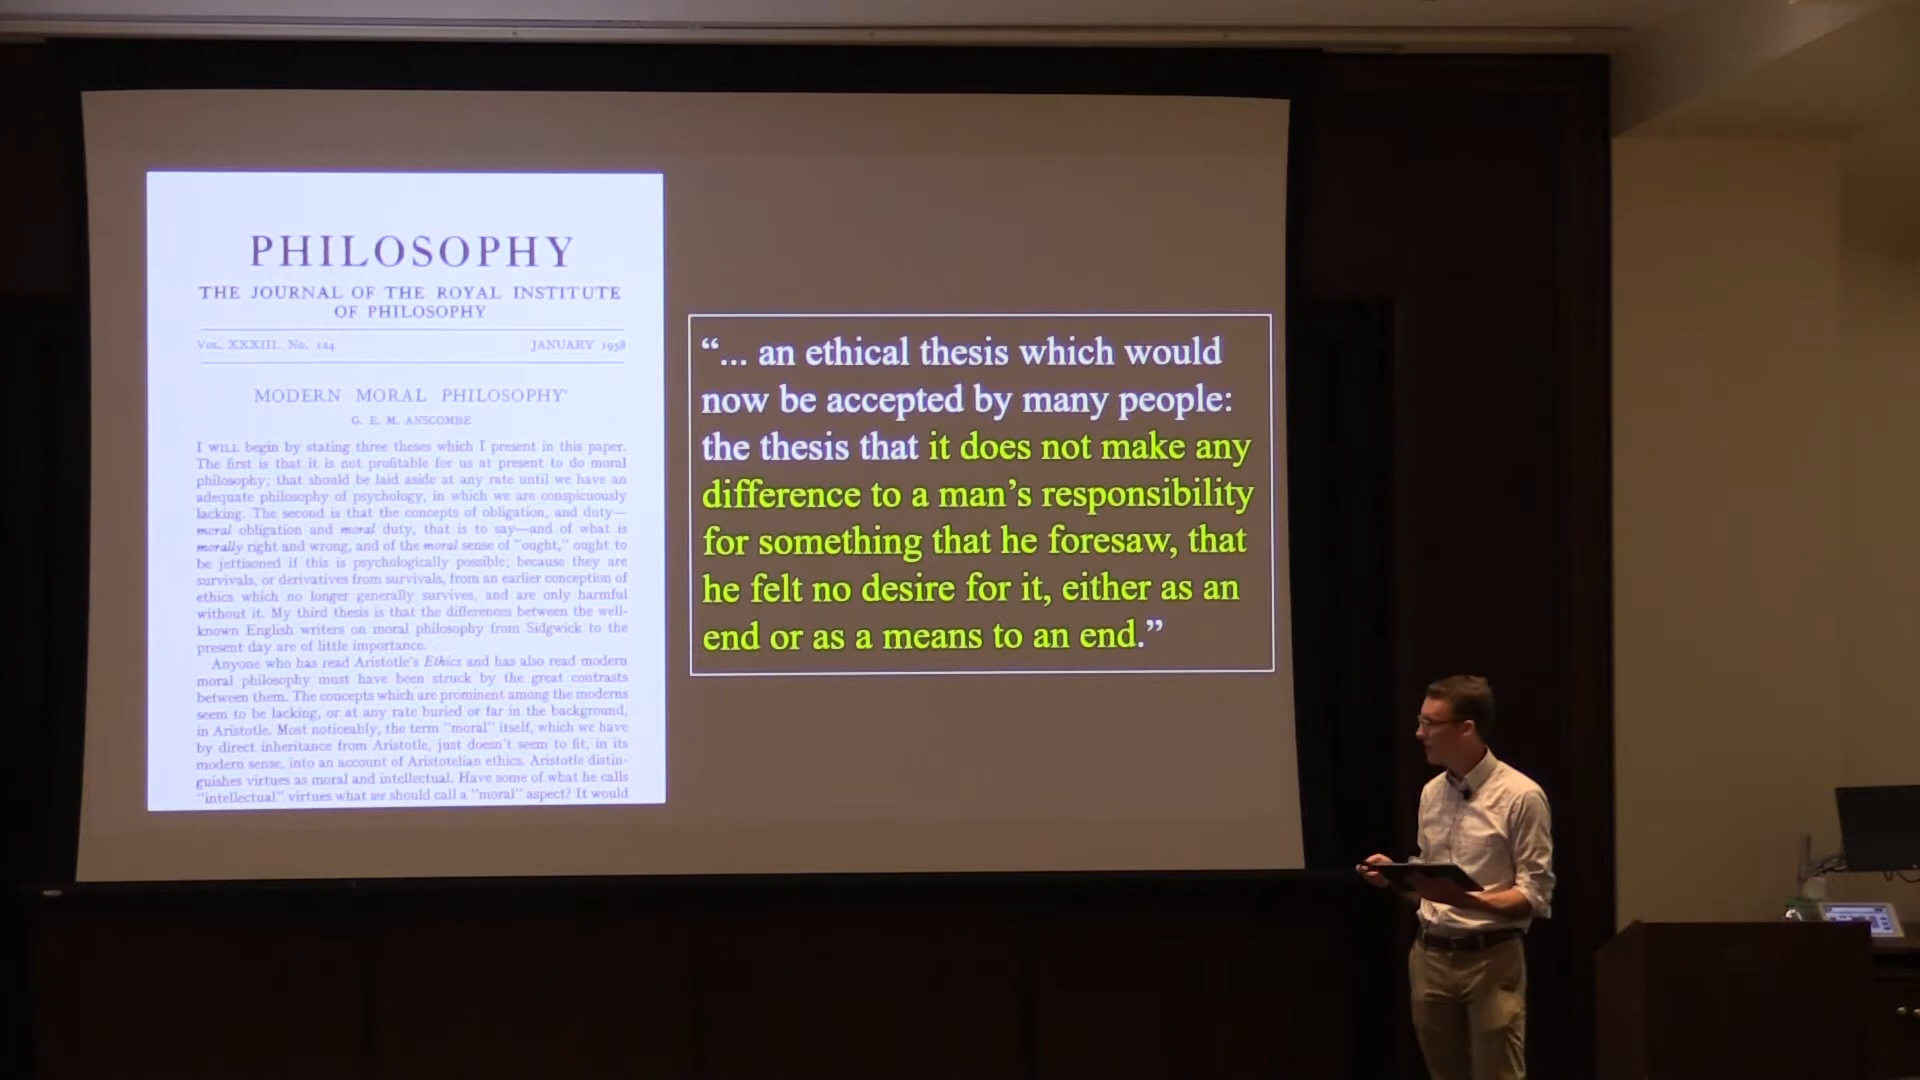 PHILOSOPHY
THE JOURNAL OF THE ROYAL INSTITUTE
OF PHILOSOPHY
VOL. XXXIII. No. 124 JANUARY 1958
MODERN MORAL PHILOSOPHY¹
G. E. M. ANSCOMBE
I WILL begin by stating three theses which I present in this paper.
The first is that it is not profitable for us at present to do moral
philosophy; that should be laid aside at any rate until we have an
adequate philosophy of psychology, in which we are conspicuously
lacking. The second is that the concepts of obligation, and duty—
moral obligation and moral duty, that is to say—and of what is
morally right and wrong, and of the moral sense of "ought," ought to
be jettisoned if this is psychologically possible; because they are
survivals, or derivatives from survivals, from an earlier conception of
ethics which no longer generally survives, and are only harmful
without it. My third thesis is that the differences between the well-
known English writers on moral philosophy from Sidgwick to the
present day are of little importance.
Anyone who has read Aristotle's Ethics and has also read modern
moral philosophy must have been struck by the great contrasts
between them. The concepts which are prominent among the moderns
seem to be lacking, or at any rate buried or far in the background,
in Aristotle. Most noticeably, the term "moral" itself, which we have
by direct inheritance from Aristotle, just doesn't seem to fit, in its
modern sense, into an account of Aristotelian ethics. Aristotle distin-
guishes virtues as moral and intellectual. Have some of what he calls
"intellectual" virtues what we should call a "moral" aspect? It would
“... an ethical thesis which would
now be accepted by many people:
the thesis that it does not make any
difference to a man’s responsibility
for something that he foresaw, that
he felt no desire for it, either as an
end or as a means to an end.”